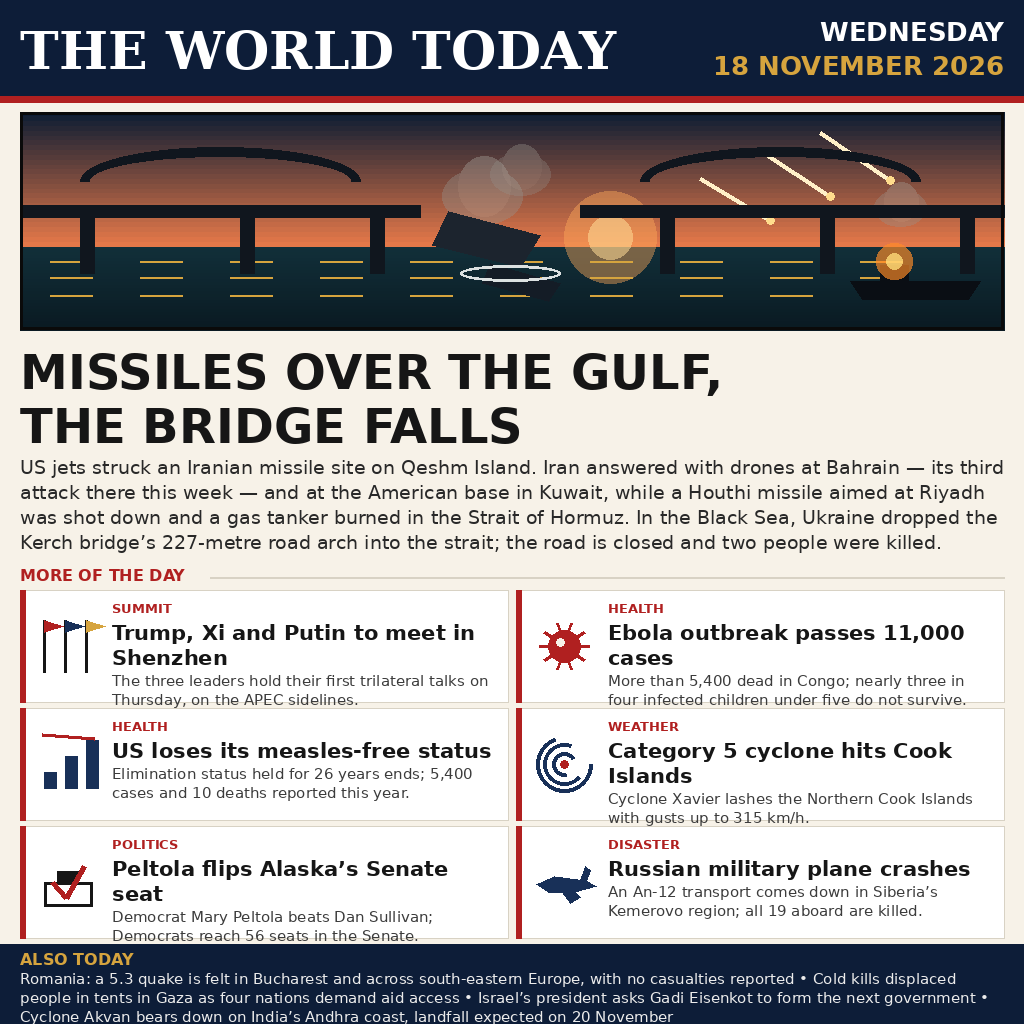 THE WORLD TODAY
WEDNESDAY
18 NOVEMBER 2026
MISSILES OVER THE GULF,
THE BRIDGE FALLS
US jets struck an Iranian missile site on Qeshm Island. Iran answered with drones at Bahrain — its third
attack there this week — and at the American base in Kuwait, while a Houthi missile aimed at Riyadh
was shot down and a gas tanker burned in the Strait of Hormuz. In the Black Sea, Ukraine dropped the
Kerch bridge’s 227-metre road arch into the strait; the road is closed and two people were killed.
MORE OF THE DAY
SUMMIT
Trump, Xi and Putin to meet in
Shenzhen
The three leaders hold their first trilateral talks on
Thursday, on the APEC sidelines.
HEALTH
Ebola outbreak passes 11,000
cases
More than 5,400 dead in Congo; nearly three in
four infected children under five do not survive.
HEALTH
US loses its measles-free status
Elimination status held for 26 years ends; 5,400
cases and 10 deaths reported this year.
WEATHER
Category 5 cyclone hits Cook
Islands
Cyclone Xavier lashes the Northern Cook Islands
with gusts up to 315 km/h.
POLITICS
Peltola flips Alaska’s Senate
seat
Democrat Mary Peltola beats Dan Sullivan;
Democrats reach 56 seats in the Senate.
DISASTER
Russian military plane crashes
An An-12 transport comes down in Siberia’s
Kemerovo region; all 19 aboard are killed.
ALSO TODAY
Romania: a 5.3 quake is felt in Bucharest and across south-eastern Europe, with no casualties reported • Cold kills displaced
people in tents in Gaza as four nations demand aid access • Israel’s president asks Gadi Eisenkot to form the next government •
Cyclone Akvan bears down on India’s Andhra coast, landfall expected on 20 November